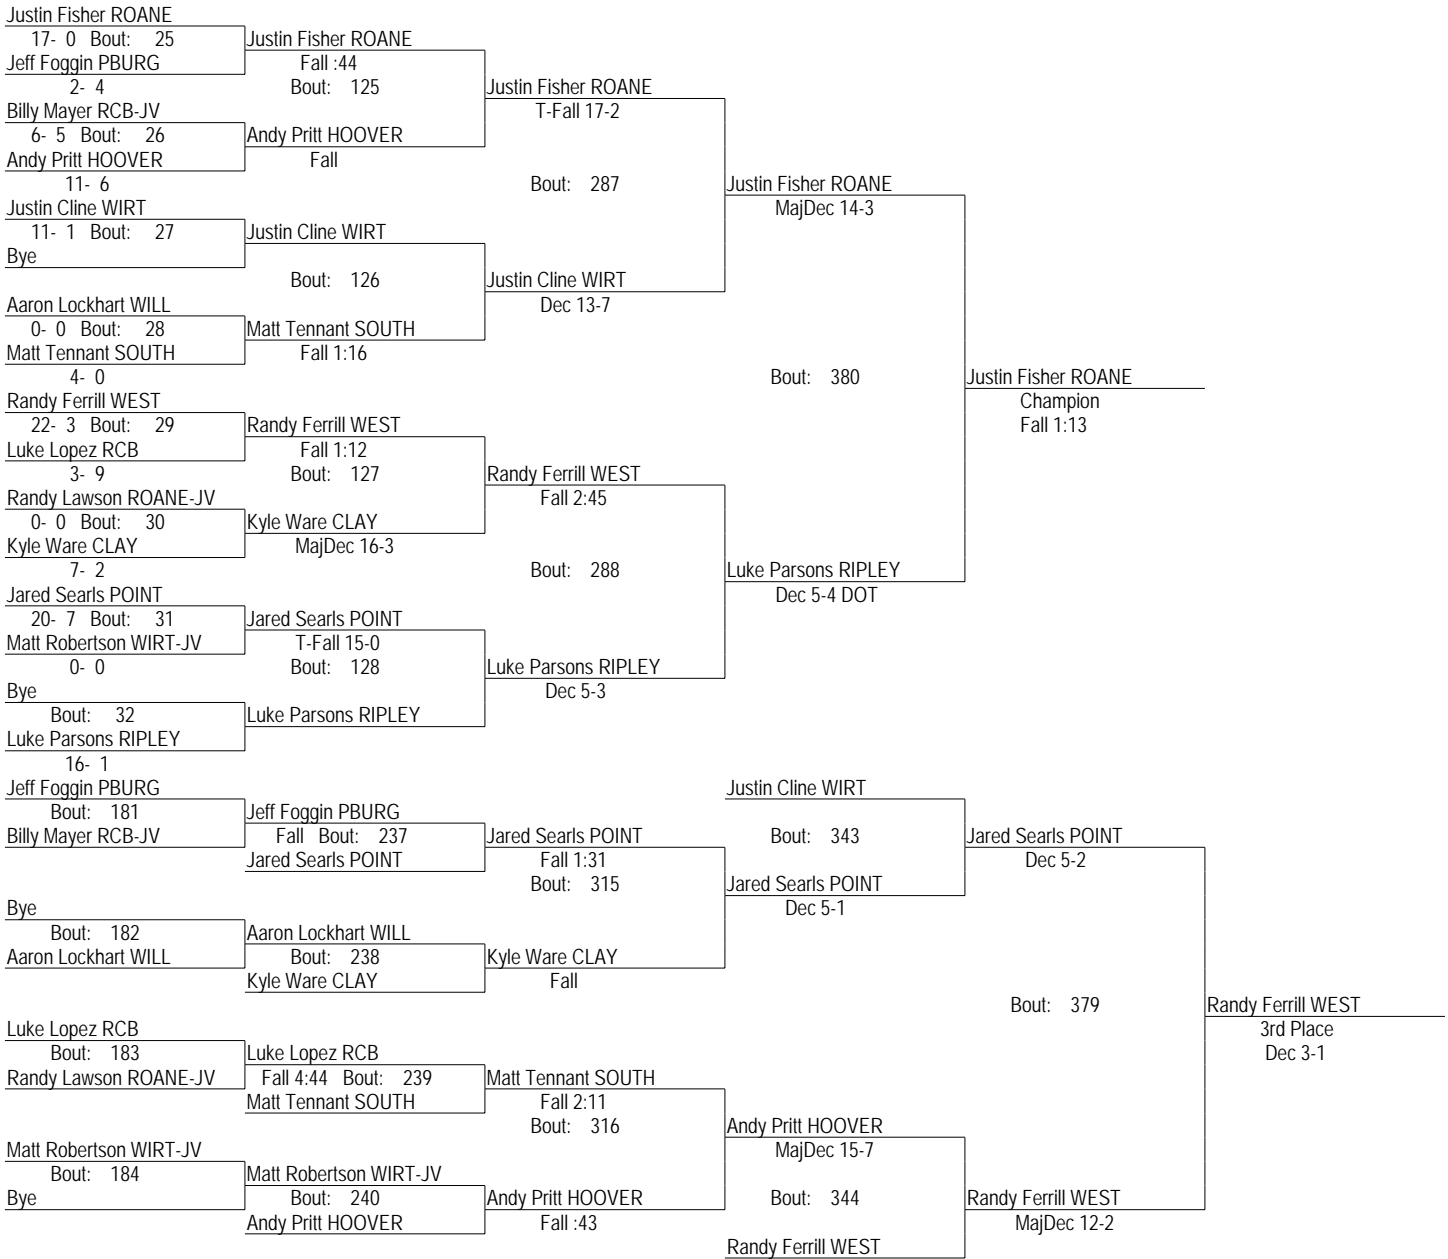 Justin Fisher ROANE
17- 0 Bout: 25
Justin Fisher ROANE
Jeff Foggin PBURG
Fall :44
2- 4
Bout: 125
Justin Fisher ROANE
Billy Mayer RCB-JV
T-Fall 17-2
6- 5 Bout: 26
Andy Pritt HOOVER
Andy Pritt HOOVER
Fall
11- 6
Bout: 287
Justin Fisher ROANE
Justin Cline WIRT
MajDec 14-3
11- 1 Bout: 27
Justin Cline WIRT
Bye
Bout: 126
Justin Cline WIRT
Aaron Lockhart WILL
Dec 13-7
0- 0 Bout: 28
Matt Tennant SOUTH
Matt Tennant SOUTH
Fall 1:16
4- 0
Bout: 380
Justin Fisher ROANE
Randy Ferrill WEST
Champion
22- 3 Bout: 29
Randy Ferrill WEST
Fall 1:13
Luke Lopez RCB
Fall 1:12
3- 9
Bout: 127
Randy Ferrill WEST
Randy Lawson ROANE-JV
Fall 2:45
0- 0 Bout: 30
Kyle Ware CLAY
Kyle Ware CLAY
MajDec 16-3
7- 2
Bout: 288
Luke Parsons RIPLEY
Jared Searls POINT
Dec 5-4 DOT
20- 7 Bout: 31
Jared Searls POINT
Matt Robertson WIRT-JV
T-Fall 15-0
0- 0
Bout: 128
Luke Parsons RIPLEY
Bye
Dec 5-3
Bout: 32
Luke Parsons RIPLEY
Luke Parsons RIPLEY
16- 1
Jeff Foggin PBURG
Justin Cline WIRT
Bout: 181
Jeff Foggin PBURG
Billy Mayer RCB-JV
Fall Bout: 237
Jared Searls POINT
Bout: 343
Jared Searls POINT
Jared Searls POINT
Fall 1:31
Dec 5-2
Bout: 315
Jared Searls POINT
Bye
Dec 5-1
Bout: 182
Aaron Lockhart WILL
Aaron Lockhart WILL
Bout: 238
Kyle Ware CLAY
Kyle Ware CLAY
Fall
Bout: 379
Randy Ferrill WEST
Luke Lopez RCB
3rd Place
Bout: 183
Luke Lopez RCB
Dec 3-1
Randy Lawson ROANE-JV
Fall 4:44 Bout: 239
Matt Tennant SOUTH
Matt Tennant SOUTH
Fall 2:11
Bout: 316
Andy Pritt HOOVER
Matt Robertson WIRT-JV
MajDec 15-7
Bout: 184
Matt Robertson WIRT-JV
Bye
Bout: 240
Andy Pritt HOOVER
Bout: 344
Randy Ferrill WEST
Andy Pritt HOOVER
Fall :43
MajDec 12-2
Randy Ferrill WEST